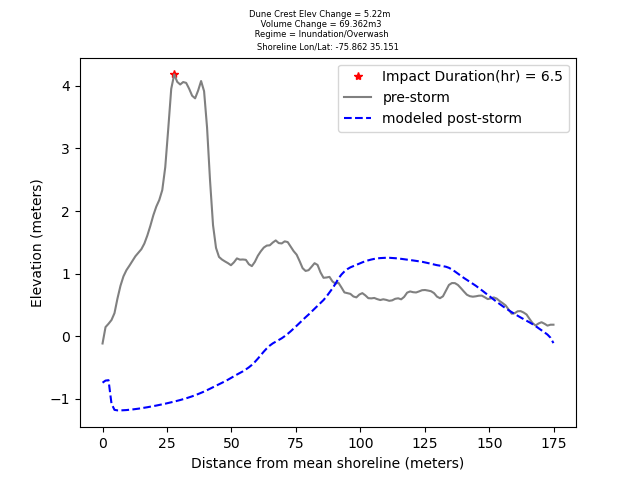 Dune Crest Elev Change = 5.22m
Volume Change = 69.362m3
Regime = Inundation/Overwash
Shoreline Lon/Lat: -75.862 35.151
Impact Duration(hr) = 6.5
pre-storm
modeled post-storm
Elevation (meters)
4
3
2
1
0
−1
0 25 50 75 100 125 150 175
Distance from mean shoreline (meters)